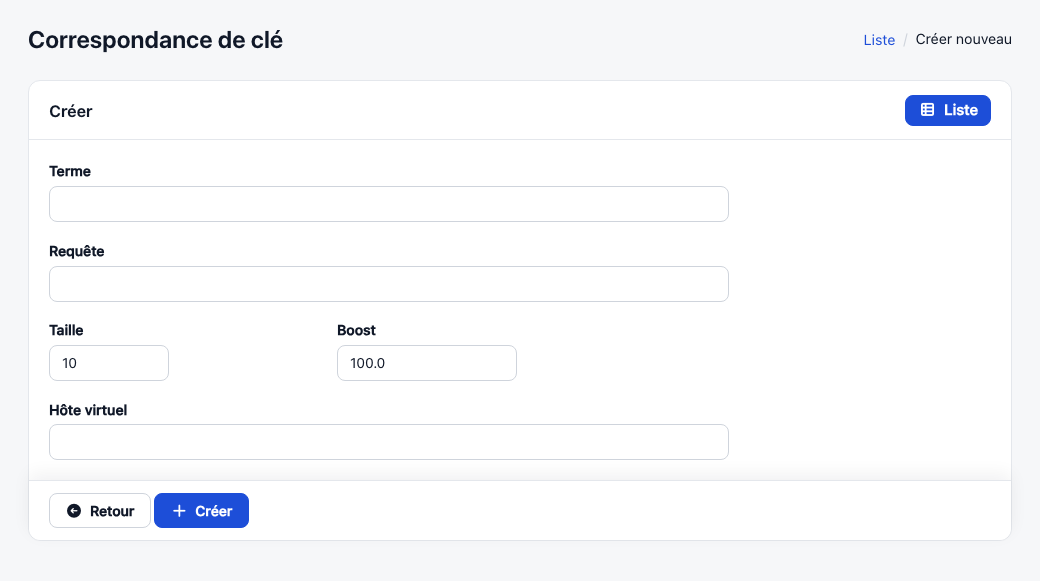 Correspondance de clé
Liste / Créer nouveau
Créer
Liste
Terme
Requête
Taille
Boost
10
100.0
Hôte virtuel
Retour
Créer